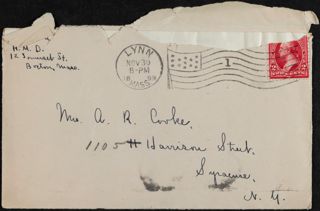 H. M. D.
12 Somerset St.
Boston, Mass.
LYNN
NOV 30
8-PM
MASS.
1
Mrs. A. R. Cooke,
1105 Harrison Street,
Syracuse,
N. Y.